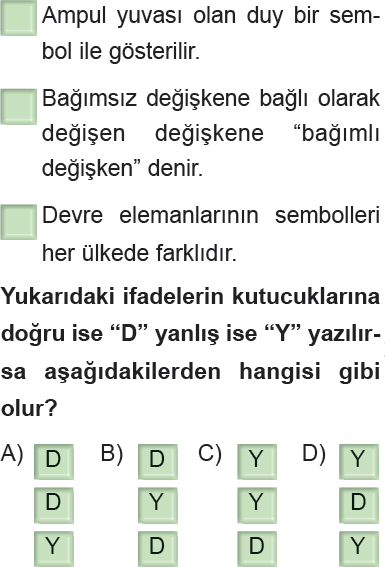 Ampul yuvası olan duy bir sem-
bol ile gösterilir.
Bağımsız değişkene bağlı olarak
değişen değişkene “bağımlı
değişken” denir.
Devre elemanlarının sembolleri
her ülkede farklıdır.
Yukarıdaki ifadelerin kutucuklarına
doğru ise “D” yanlış ise “Y” yazılır-
sa aşağıdakilerden hangisi gibi
olur?
A) D B) D C) Y D) Y
D Y Y D
Y D D Y